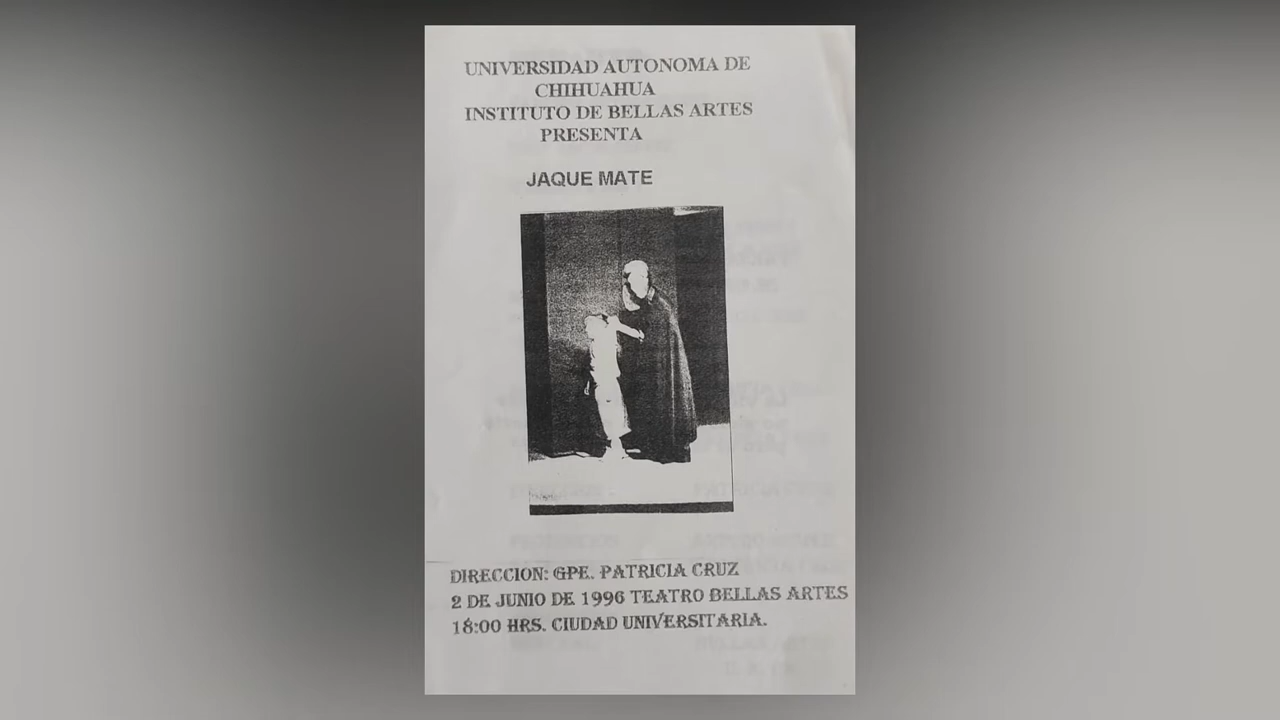 UNIVERSIDAD AUTONOMA DE
CHIHUAHUA
INSTITUTO DE BELLAS ARTES
PRESENTA
JAQUE MATE
DIRECCION: GPE. PATRICIA CRUZ
2 DE JUNIO DE 1996 TEATRO BELLAS ARTES
18:00 HRS. CIUDAD UNIVERSITARIA.